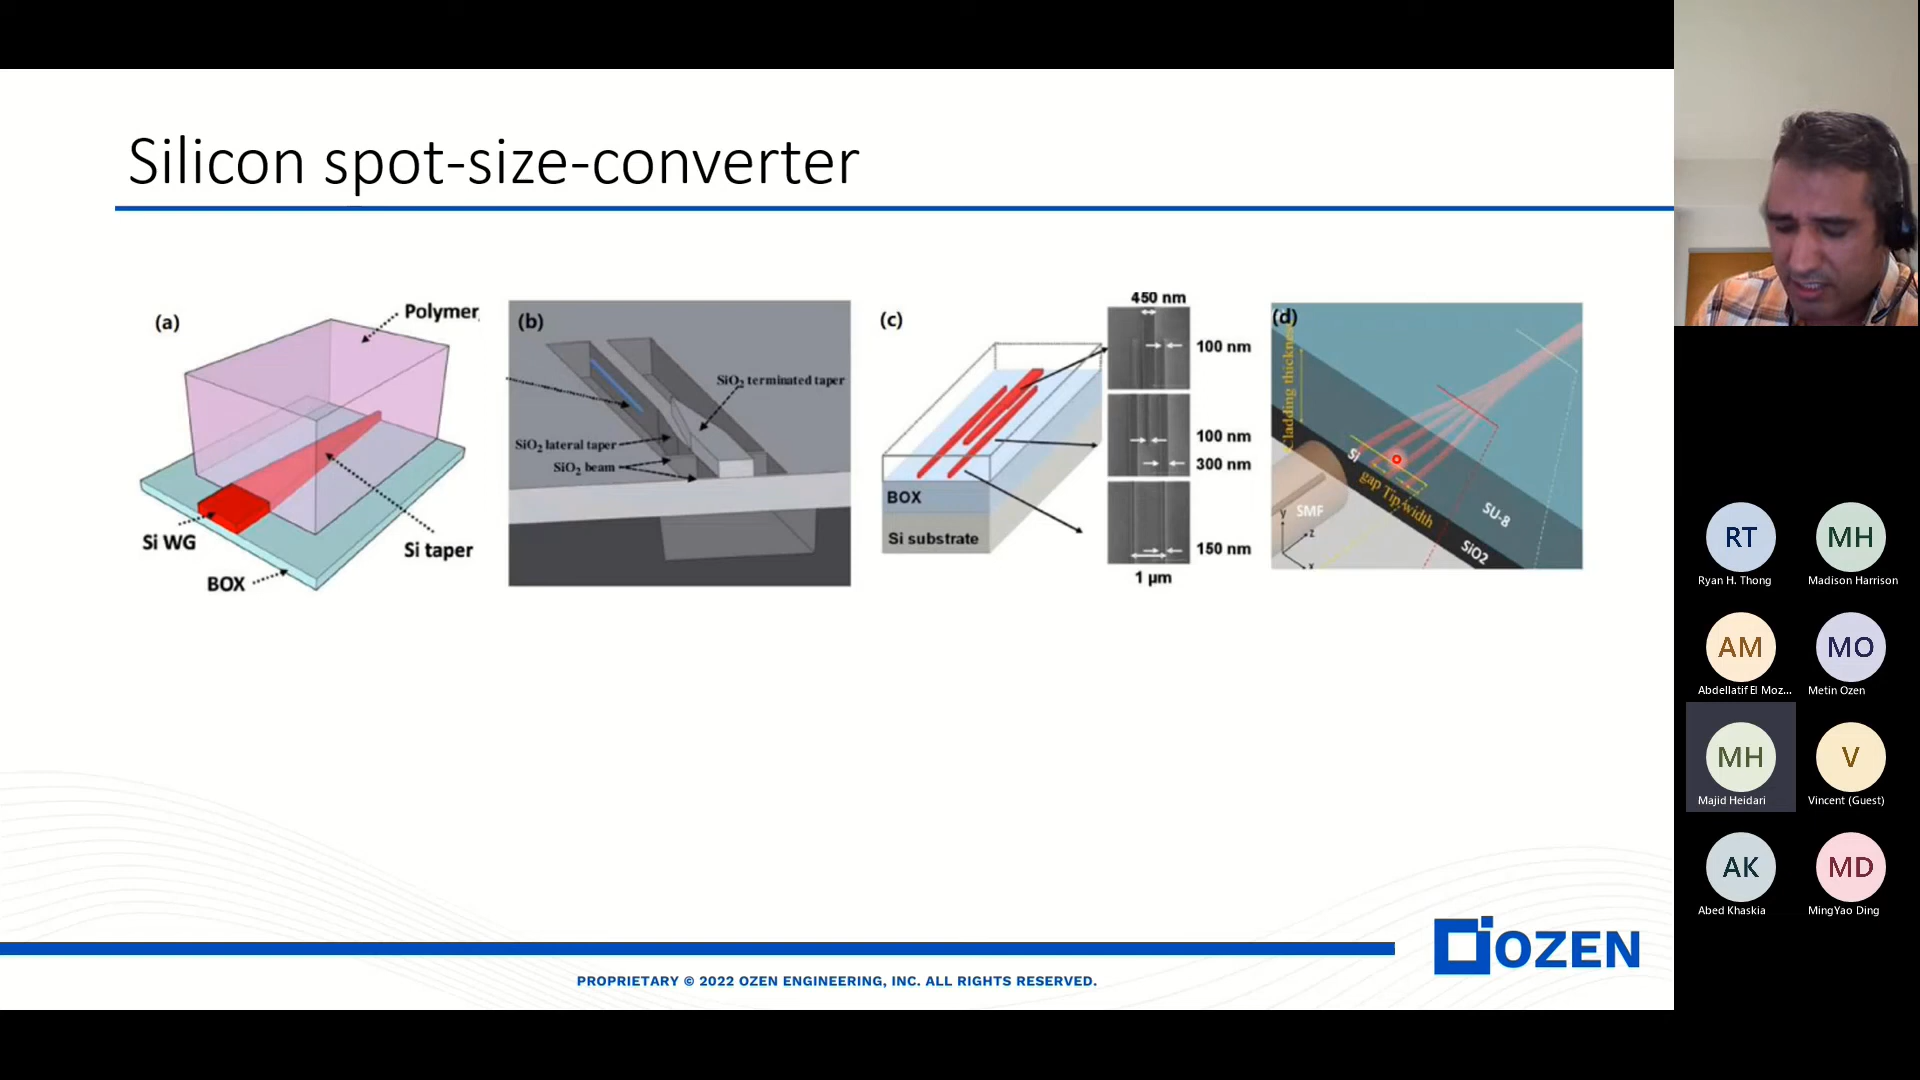 Silicon spot-size-converter
(a)
Polymer
Si WG
Si taper
BOX
(b)
SiO2 terminated taper
SiO2 lateral taper
SiO2 beam
(c)
450 nm
100 nm
100 nm
300 nm
150 nm
1 µm
BOX
Si substrate
(d)
Cladding thickness
Si
gap Tip width
SMF
SU-8
SiO2
y
z
x
OZEN
PROPRIETARY © 2022 OZEN ENGINEERING, INC. ALL RIGHTS RESERVED.
RT
MH
Ryan H. Thong
Madison Harrison
AM
MO
Abdellatif El Moz...
Metin Ozen
MH
V
Majid Heidari
Vincent (Guest)
AK
MD
Abed Khaskia
MingYao Ding